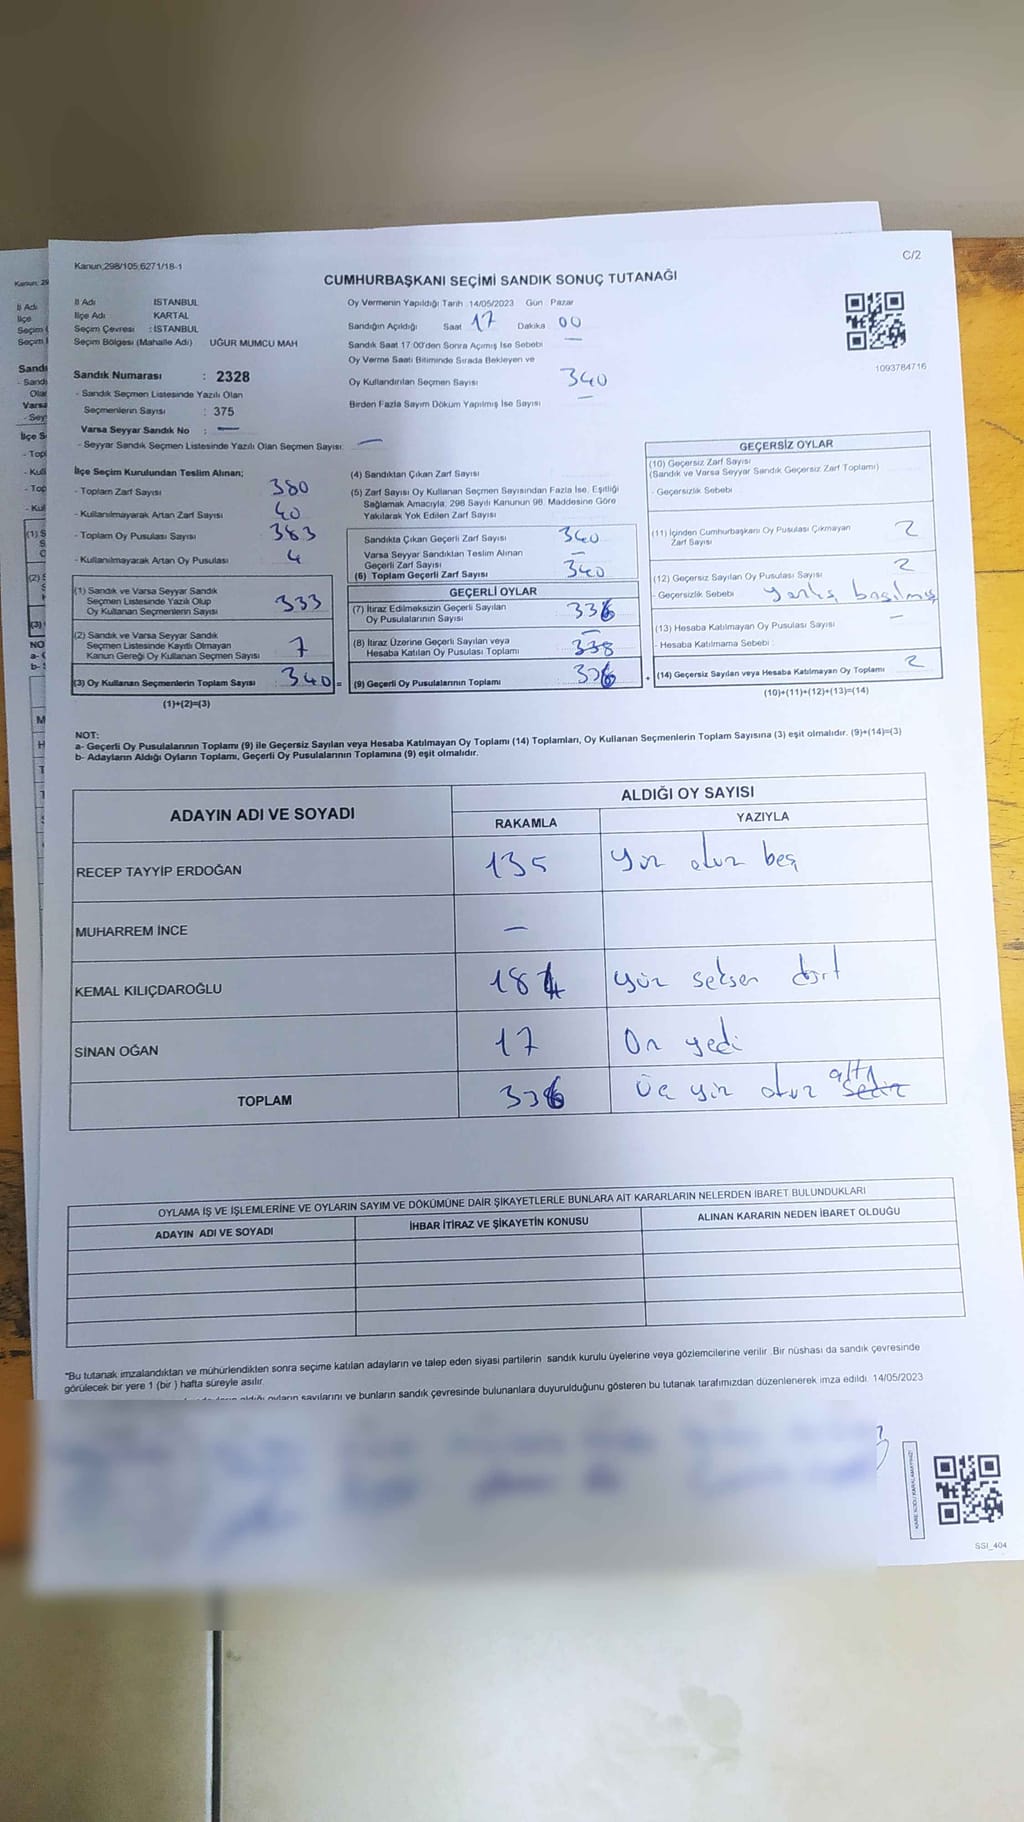 Kanun;298/105;6271/18-1
C/2
CUMHURBAŞKANI SEÇİMİ SANDIK SONUÇ TUTANAĞI
İl Adı İSTANBUL
İlçe Adı KARTAL
Seçim Çevresi : İSTANBUL
Seçim Bölgesi (Mahalle Adı) UĞUR MUMCU MAH
Sandık Numarası : 2328
- Sandık Seçmen Listesinde Yazılı Olan
Seçmenlerin Sayısı : 375
Varsa Seyyar Sandık No : —
- Seyyar Sandık Seçmen Listesinde Yazılı Olan Seçmen Sayısı: —
Oy Vermenin Yapıldığı Tarih :14/05/2023 Gün : Pazar
Sandığın Açıldığı Saat 17 Dakika 00
Sandık Saat 17:00'den Sonra Açmış İse Sebebi —
Oy Verme Saati Bitiminde Sırada Bekleyen ve
Oy Kullandırılan Seçmen Sayısı 340
Birden Fazla Sayım Döküm Yapılmış İse Sayısı —
1093784716
İlçe Seçim Kurulundan Teslim Alınan;
- Toplam Zarf Sayısı 380
- Kullanılmayarak Artan Zarf Sayısı 40
- Toplam Oy Pusulası Sayısı 383
- Kullanılmayarak Artan Oy Pusulası 4
(1) Sandık ve Varsa Seyyar Sandık
Seçmen Listesinde Yazılı Olup
Oy Kullanan Seçmenlerin Sayısı 333
(2) Sandık ve Varsa Seyyar Sandık
Seçmen Listesinde Kayıtlı Olmayan
Kanun Gereği Oy Kullanan Seçmen Sayısı 7
(3) Oy Kullanan Seçmenlerin Toplam Sayısı 340 =
(1)+(2)=(3)
(4) Sandıktan Çıkan Zarf Sayısı
(5) Zarf Sayısı Oy Kullanan Seçmen Sayısından Fazla İse, Eşitliği
Sağlamak Amacıyla; 298 Sayılı Kanunun 98. Maddesine Göre
Yakılarak Yok Edilen Zarf Sayısı
Sandıkta Çıkan Geçerli Zarf Sayısı 340
Varsa Seyyar Sandıktan Teslim Alınan
Geçerli Zarf Sayısı —
(6) Toplam Geçerli Zarf Sayısı 340
GEÇERLİ OYLAR
(7) İtiraz Edilmeksizin Geçerli Sayılan
Oy Pusulalarının Sayısı 336
(8) İtiraz Üzerine Geçerli Sayılan veya —
Hesaba Katılan Oy Pusulası Toplamı 338
(9) Geçerli Oy Pusulalarının Toplamı 336 +
GEÇERSİZ OYLAR
(10) Geçersiz Zarf Sayısı
(Sandık ve Varsa Seyyar Sandık Geçersiz Zarf Toplamı)
- Geçersizlik Sebebi :
(11) İçinden Cumhurbaşkanı Oy Pusulası Çıkmayan
Zarf Sayısı 2
(12) Geçersiz Sayılan Oy Pusulası Sayısı 2
- Geçersizlik Sebebi : yanlış basılmış
(13) Hesaba Katılmayan Oy Pusulası Sayısı —
- Hesaba Katılmama Sebebi :
(14) Geçersiz Sayılan veya Hesaba Katılmayan Oy Toplamı 2
(10)+(11)+(12)+(13)=(14)
NOT:
a- Geçerli Oy Pusulalarının Toplamı (9) ile Geçersiz Sayılan veya Hesaba Katılmayan Oy Toplamı (14) Toplamları, Oy Kullanan Seçmenlerin Toplam Sayısına (3) eşit olmalıdır. (9)+(14)=(3)
b- Adayların Aldığı Oyların Toplamı, Geçerli Oy Pusulalarının Toplamına (9) eşit olmalıdır.
ADAYIN ADI VE SOYADI
ALDIĞI OY SAYISI
RAKAMLA YAZIYLA
RECEP TAYYİP ERDOĞAN 135 Yüz otuz beş
MUHARREM İNCE —
KEMAL KILIÇDAROĞLU 184 yüz seksen dört
SİNAN OĞAN 17 On yedi
TOPLAM 336 Üç yüz otuz altı
OYLAMA İŞ VE İŞLEMLERİNE VE OYLARIN SAYIM VE DÖKÜMÜNE DAİR ŞİKAYETLERLE BUNLARA AİT KARARLARIN NELERDEN İBARET BULUNDUKLARI
ADAYIN ADI VE SOYADI İHBAR İTİRAZ VE ŞİKAYETİN KONUSU ALINAN KARARIN NEDEN İBARET OLDUĞU
"Bu tutanak imzalandıktan ve mühürlendikten sonra seçime katılan adayların ve talep eden siyasi partilerin sandık kurulu üyelerine veya gözlemcilerine verilir .Bir nüshası da sandık çevresinde
görülecek bir yere 1 (bir ) hafta süreyle asılır.
aldığı oyların sayılarını ve bunların sandık çevresinde bulunanlara duyurulduğunu gösteren bu tutanak tarafımızdan düzenlenerek imza edildi. 14/05/2023
SSI_404